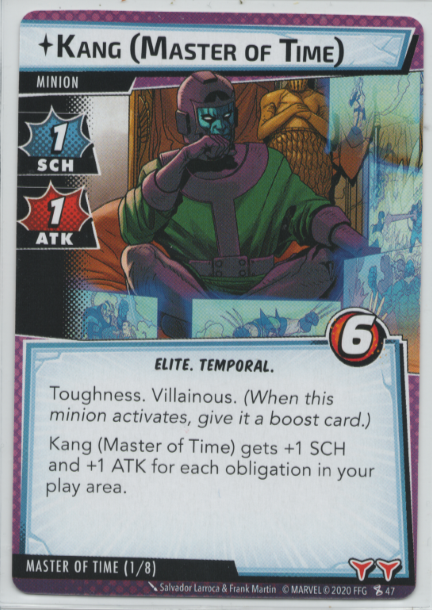 KANG (MASTER OF TIME)
MINION
1
SCH
1
ATK
6
ELITE. TEMPORAL.
Toughness. Villainous. (When this
minion activates, give it a boost card.)
Kang (Master of Time) gets +1 SCH
and +1 ATK for each obligation in your
play area.
MASTER OF TIME (1/8)
Salvador Larroca & Frank Martin © MARVEL © 2020 FFG 47